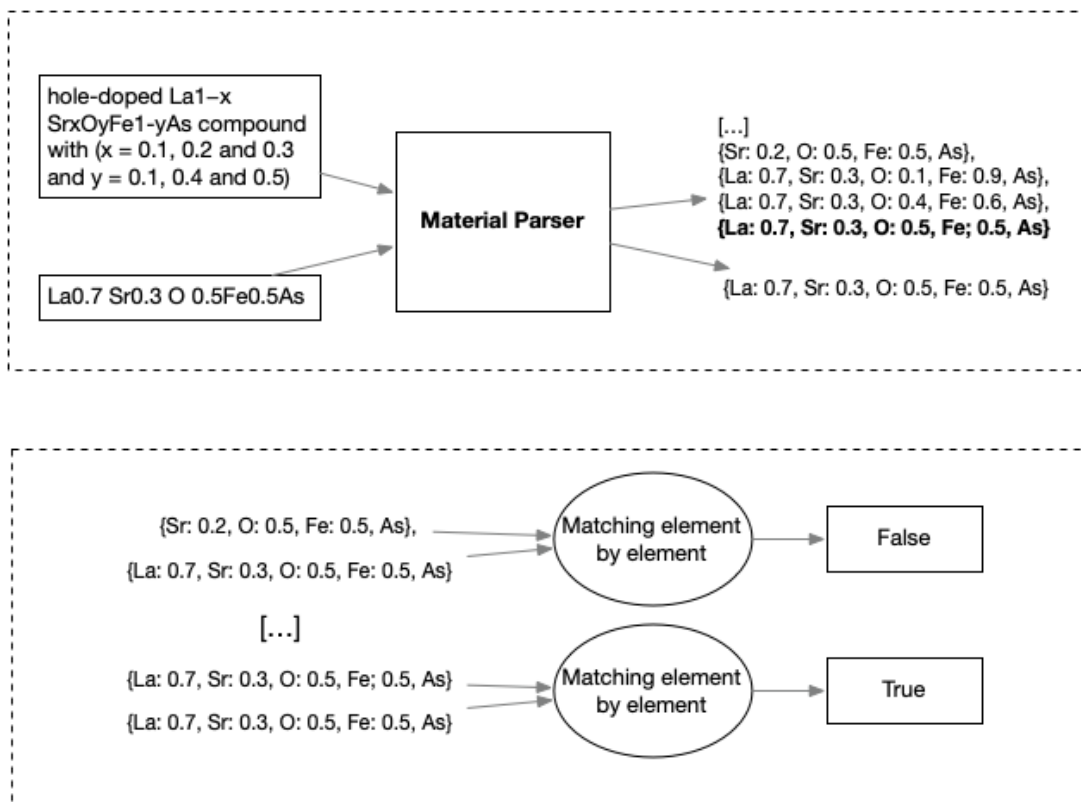 hole-doped La1−x
SrxOyFe1-yAs compound
with (x = 0.1, 0.2 and 0.3
and y = 0.1, 0.4 and 0.5)
La0.7 Sr0.3 O 0.5Fe0.5As
Material Parser
[...]
{Sr: 0.2, O: 0.5, Fe: 0.5, As},
{La: 0.7, Sr: 0.3, O: 0.1, Fe: 0.9, As},
{La: 0.7, Sr: 0.3, O: 0.4, Fe: 0.6, As},
{La: 0.7, Sr: 0.3, O: 0.5, Fe; 0.5, As}
{La: 0.7, Sr: 0.3, O: 0.5, Fe: 0.5, As}
{Sr: 0.2, O: 0.5, Fe: 0.5, As},
{La: 0.7, Sr: 0.3, O: 0.5, Fe: 0.5, As}
Matching element
by element
False
[...]
{La: 0.7, Sr: 0.3, O: 0.5, Fe; 0.5, As}
{La: 0.7, Sr: 0.3, O: 0.5, Fe: 0.5, As}
Matching element
by element
True